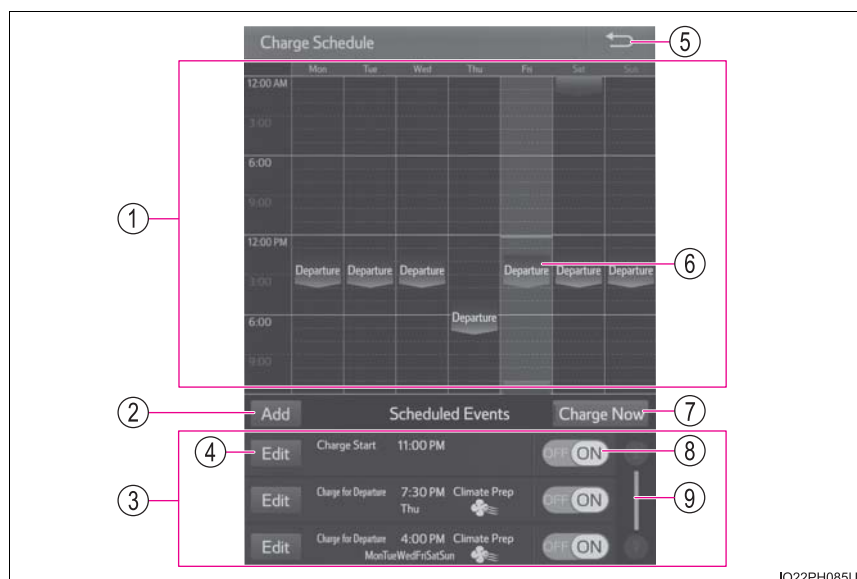 Charge Schedule
5
Mon Tue Wed Thu Fri Sat Sun
12:00 AM
3:00
6:00
9:00
1
12:00 PM
Departure Departure Departure Departure Departure Departure
6
3:00
6:00
Departure
9:00
2
Add Scheduled Events Charge Now
7
4
Edit Charge Start 11:00 PM OFF ON
8
3
Edit Charge for Departure 7:30 PM Climate Prep OFF ON
Thu
9
Edit Charge for Departure 4:00 PM Climate Prep OFF ON
MonTueWedFriSatSun
IO22PH085U